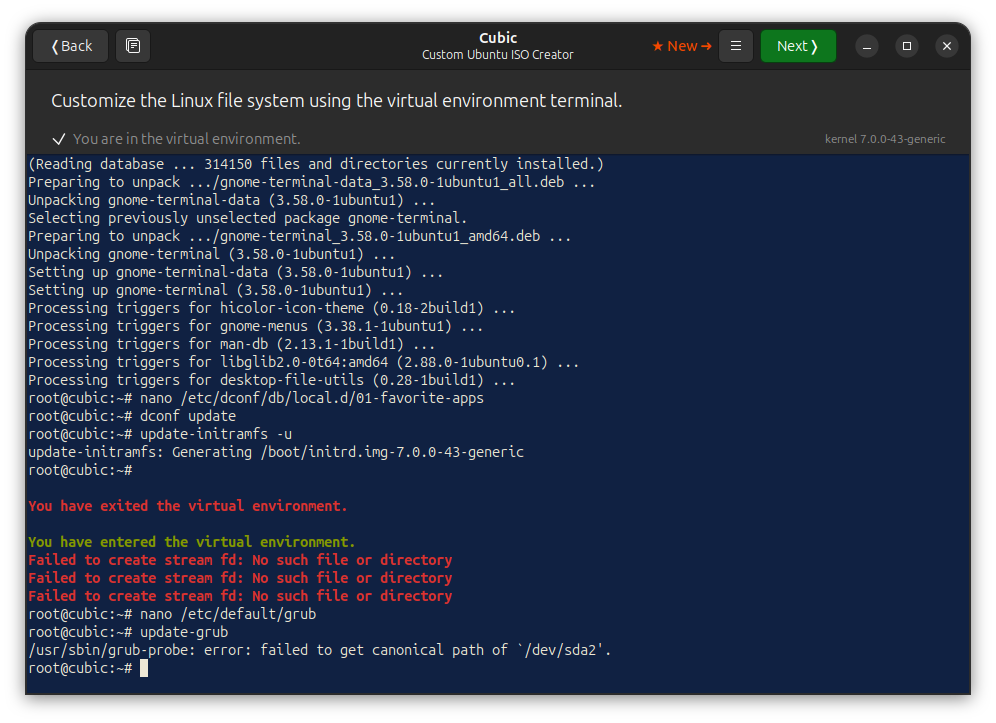 Back
Cubic
Custom Ubuntu ISO Creator
★ New →
Next
Customize the Linux file system using the virtual environment terminal.
You are in the virtual environment.
kernel 7.0.0-43-generic
(Reading database ... 314150 files and directories currently installed.)
Preparing to unpack .../gnome-terminal-data_3.58.0-1ubuntu1_all.deb ...
Unpacking gnome-terminal-data (3.58.0-1ubuntu1) ...
Selecting previously unselected package gnome-terminal.
Preparing to unpack .../gnome-terminal_3.58.0-1ubuntu1_amd64.deb ...
Unpacking gnome-terminal (3.58.0-1ubuntu1) ...
Setting up gnome-terminal-data (3.58.0-1ubuntu1) ...
Setting up gnome-terminal (3.58.0-1ubuntu1) ...
Processing triggers for hicolor-icon-theme (0.18-2build1) ...
Processing triggers for gnome-menus (3.38.1-1ubuntu1) ...
Processing triggers for man-db (2.13.1-1build1) ...
Processing triggers for libglib2.0-0t64:amd64 (2.88.0-1ubuntu0.1) ...
Processing triggers for desktop-file-utils (0.28-1build1) ...
root@cubic:~# nano /etc/dconf/db/local.d/01-favorite-apps
root@cubic:~# dconf update
root@cubic:~# update-initramfs -u
update-initramfs: Generating /boot/initrd.img-7.0.0-43-generic
root@cubic:~#
You have exited the virtual environment.
You have entered the virtual environment.
Failed to create stream fd: No such file or directory
Failed to create stream fd: No such file or directory
Failed to create stream fd: No such file or directory
root@cubic:~# nano /etc/default/grub
root@cubic:~# update-grub
/usr/sbin/grub-probe: error: failed to get canonical path of `/dev/sda2'.
root@cubic:~#